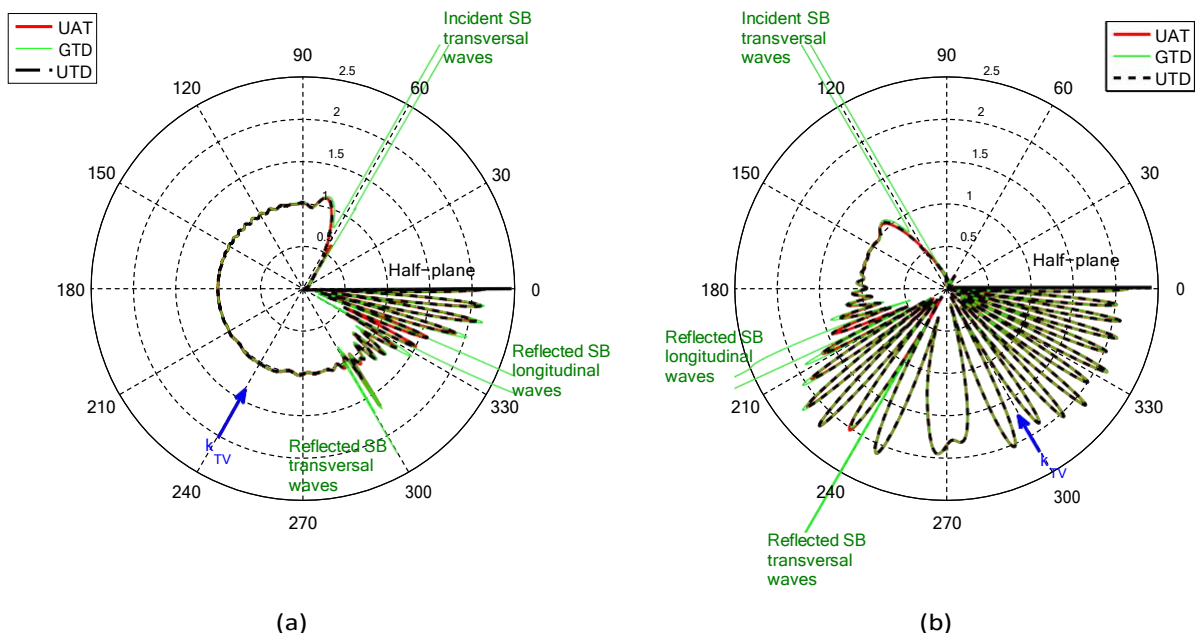 UAT
GTD
UTD
Incident SB
transversal
waves
90
2.5
120
60
2
150
1.5
30
1
0.5
Half-plane
180
0
Reflected SB
longitudinal
waves
210
330
k TV
Reflected SB
transversal
waves
240
300
270
(a)
Incident SB
transversal
waves
UAT
GTD
UTD
90
2.5
120
60
2
150
1.5
30
1
0.5
Half-plane
180
0
Reflected SB
longitudinal
waves
210
330
k TV
240
300
270
Reflected SB
transversal
waves
(b)